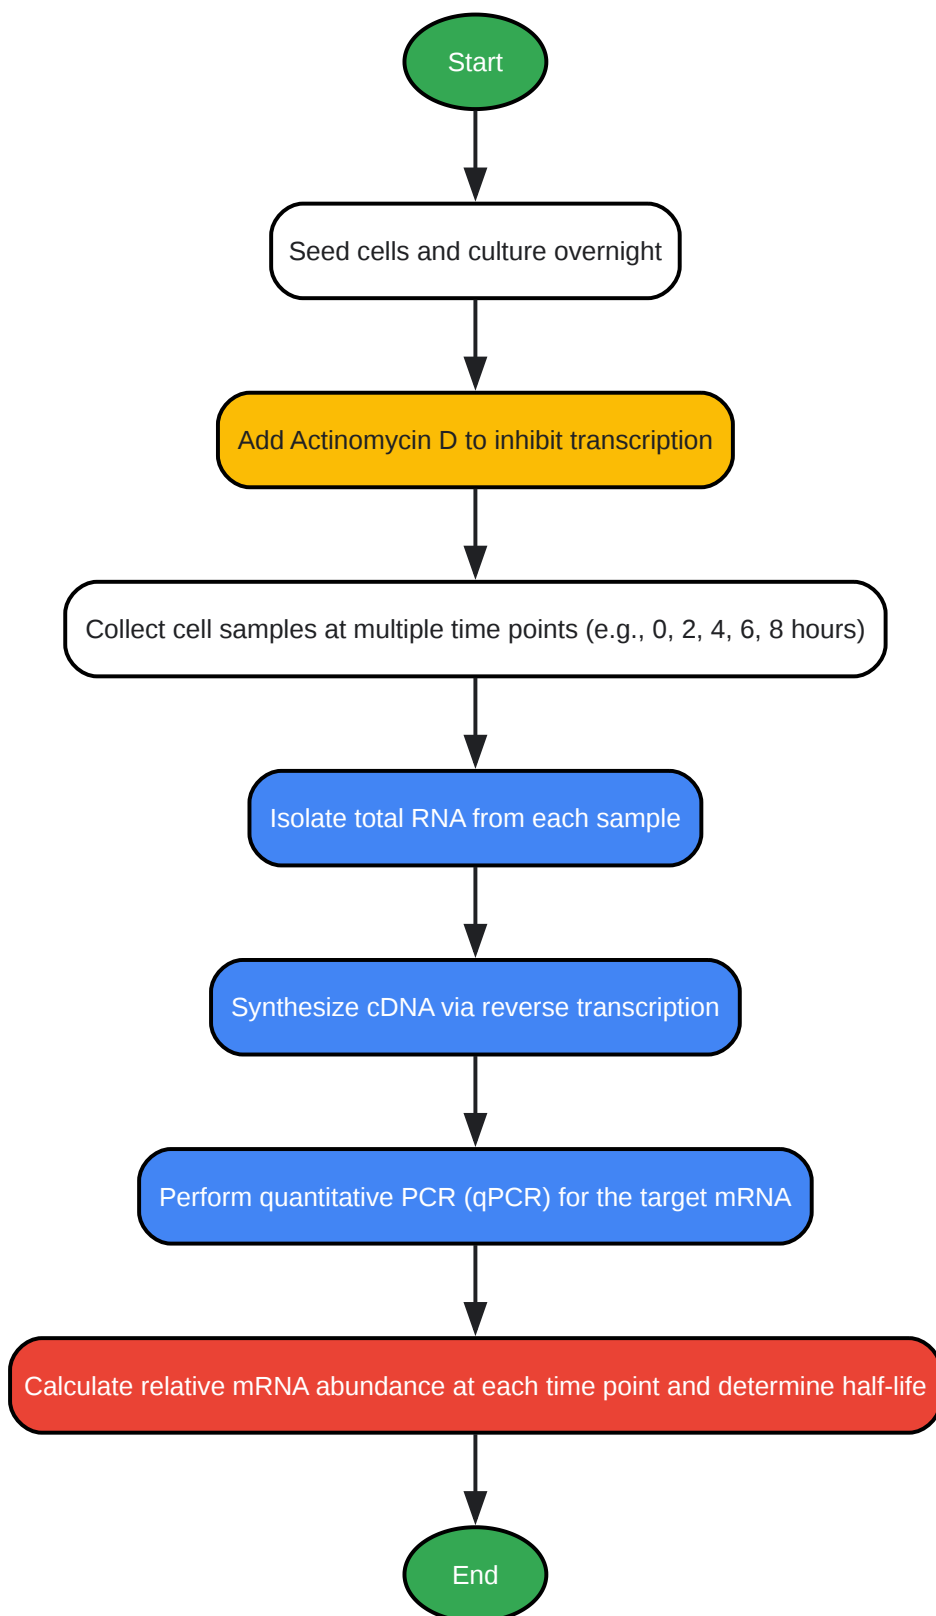 Start
Seed cells and culture overnight
Add Actinomycin D to inhibit transcription
Collect cell samples at multiple time points (e.g., 0, 2, 4, 6, 8 hours)
Isolate total RNA from each sample
Synthesize cDNA via reverse transcription
Perform quantitative PCR (qPCR) for the target mRNA
Calculate relative mRNA abundance at each time point and determine half-life
End